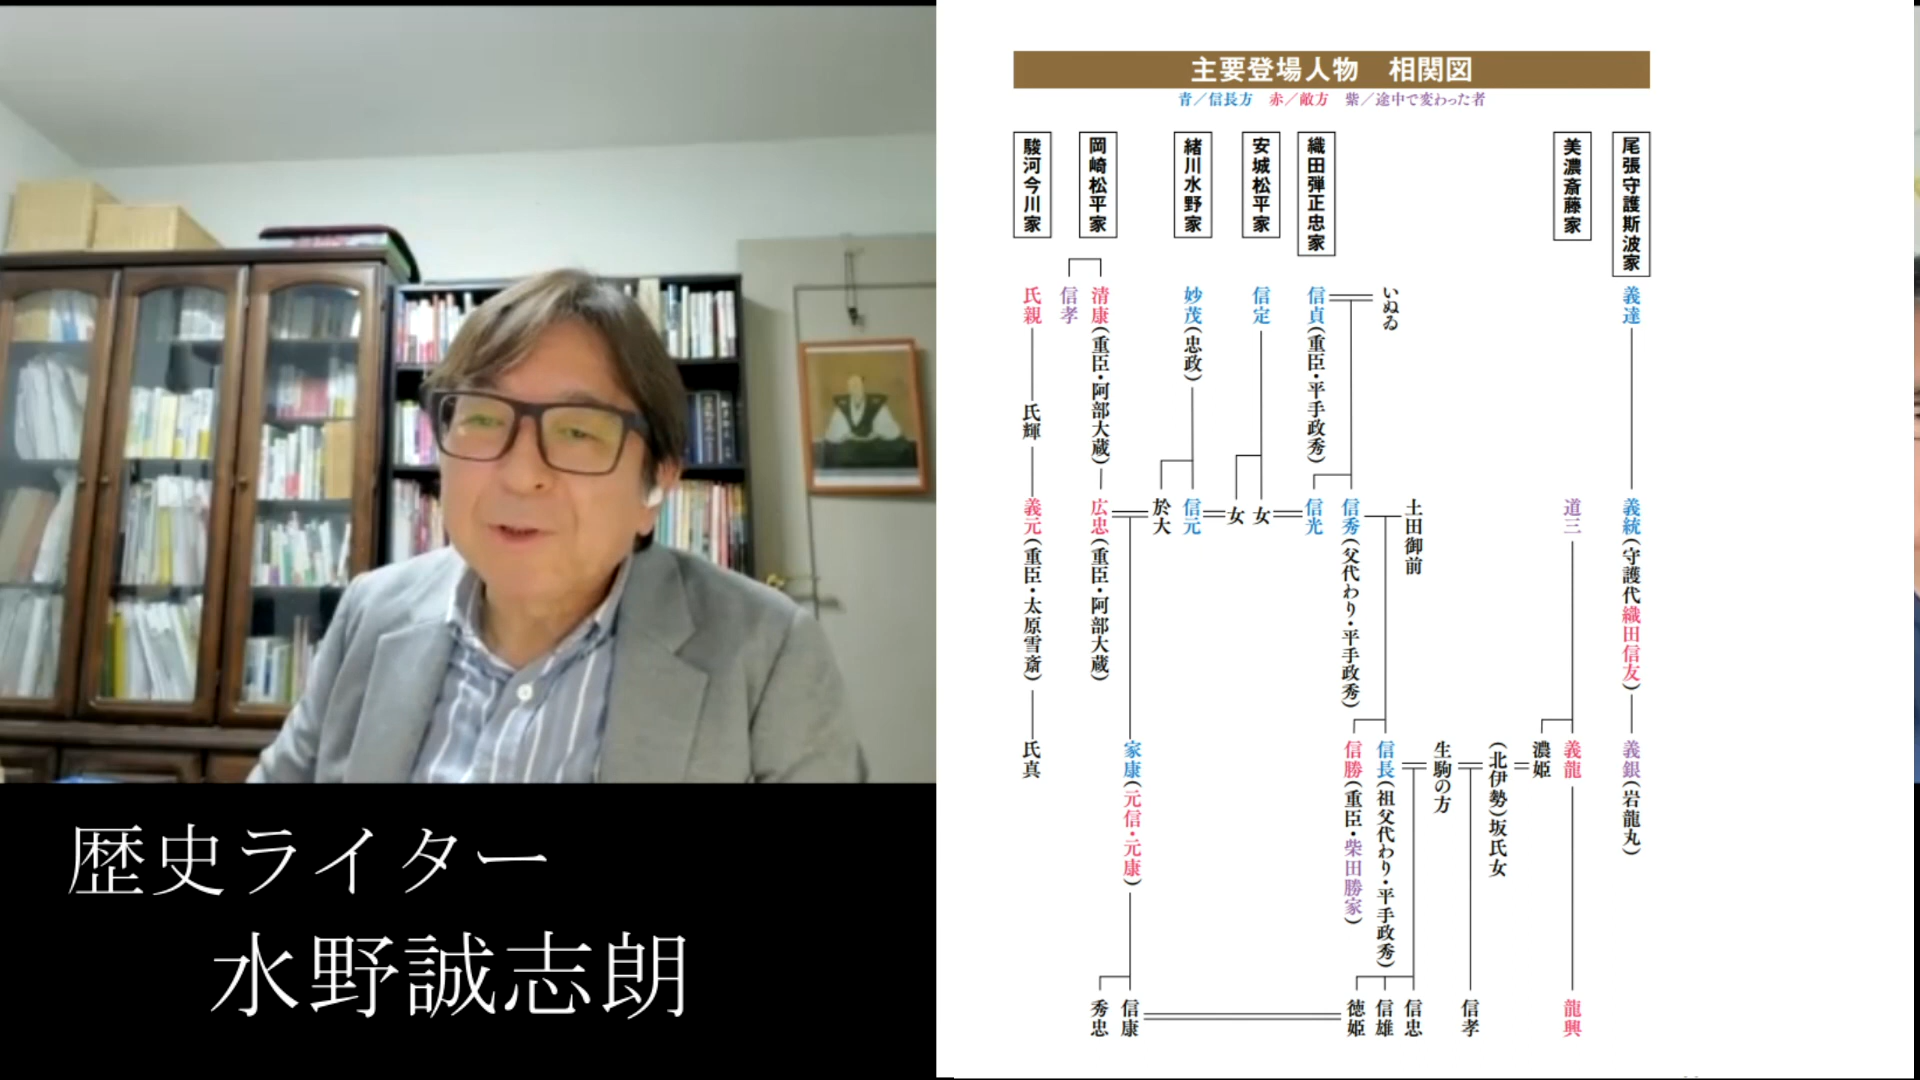 主要登場人物 相関図
青／信長方 赤／敵方 紫／途中で変わった者
尾張守護斯波家
義達
義統(守護代織田信友)
義銀(岩龍丸)
美濃斎藤家
道三
義龍
濃姫
龍興
織田弾正忠家
信貞(重臣・平手政秀)
いぬゐ
信光
信秀(父代わり・平手政秀)
土田御前
信勝(重臣・柴田勝家)
信長(祖父代わり・平手政秀)
生駒の方
(北伊勢)坂氏女
徳姫
信雄
信忠
信孝
安城松平家
信定
女
女
緒川水野家
妙茂(忠政)
於大
信元
岡崎松平家
信孝
清康(重臣・阿部大蔵)
広忠(重臣・阿部大蔵)
家康(元信・元康)
秀忠
信康
駿河今川家
氏親
氏輝
義元(重臣・太原雪斎)
氏真
歴史ライター
水野誠志朗